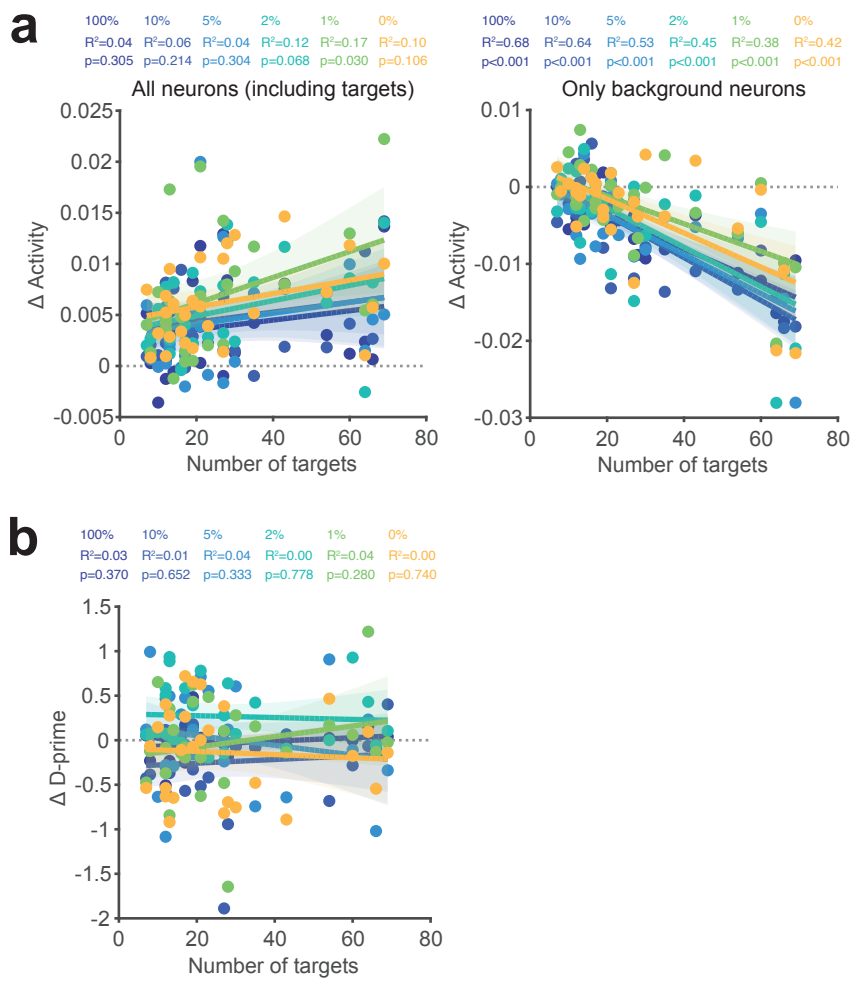 a
100% 10% 5% 2% 1% 0%
R²=0.04 R²=0.06 R²=0.04 R²=0.12 R²=0.17 R²=0.10
p=0.305 p=0.214 p=0.304 p=0.068 p=0.030 p=0.106
All neurons (including targets)
0.025
0.02
0.015
0.01
0.005
0
-0.005
Δ Activity
0 20 40 60 80
Number of targets
100% 10% 5% 2% 1% 0%
R²=0.68 R²=0.64 R²=0.53 R²=0.45 R²=0.38 R²=0.42
p<0.001 p<0.001 p<0.001 p<0.001 p<0.001 p<0.001
Only background neurons
0.01
0
-0.01
-0.02
-0.03
Δ Activity
0 20 40 60 80
Number of targets
b
100% 10% 5% 2% 1% 0%
R²=0.03 R²=0.01 R²=0.04 R²=0.00 R²=0.04 R²=0.00
p=0.370 p=0.652 p=0.333 p=0.778 p=0.280 p=0.740
1.5
1
0.5
0
-0.5
-1
-1.5
-2
Δ D-prime
0 20 40 60 80
Number of targets